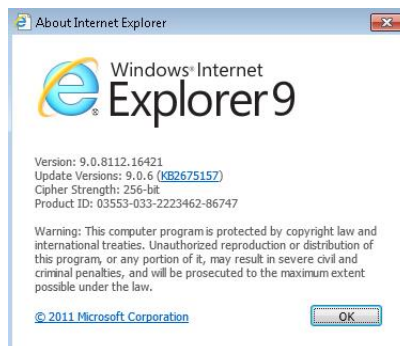 About Internet Explorer
Windows® Internet
Explorer 9
Version: 9.0.8112.16421
Update Versions: 9.0.6 (KB2675157)
Cipher Strength: 256-bit
Product ID: 03553-033-2223462-86747
Warning: This computer program is protected by copyright law and
international treaties. Unauthorized reproduction or distribution of
this program, or any portion of it, may result in severe civil and
criminal penalties, and will be prosecuted to the maximum extent
possible under the law.
© 2011 Microsoft Corporation
OK